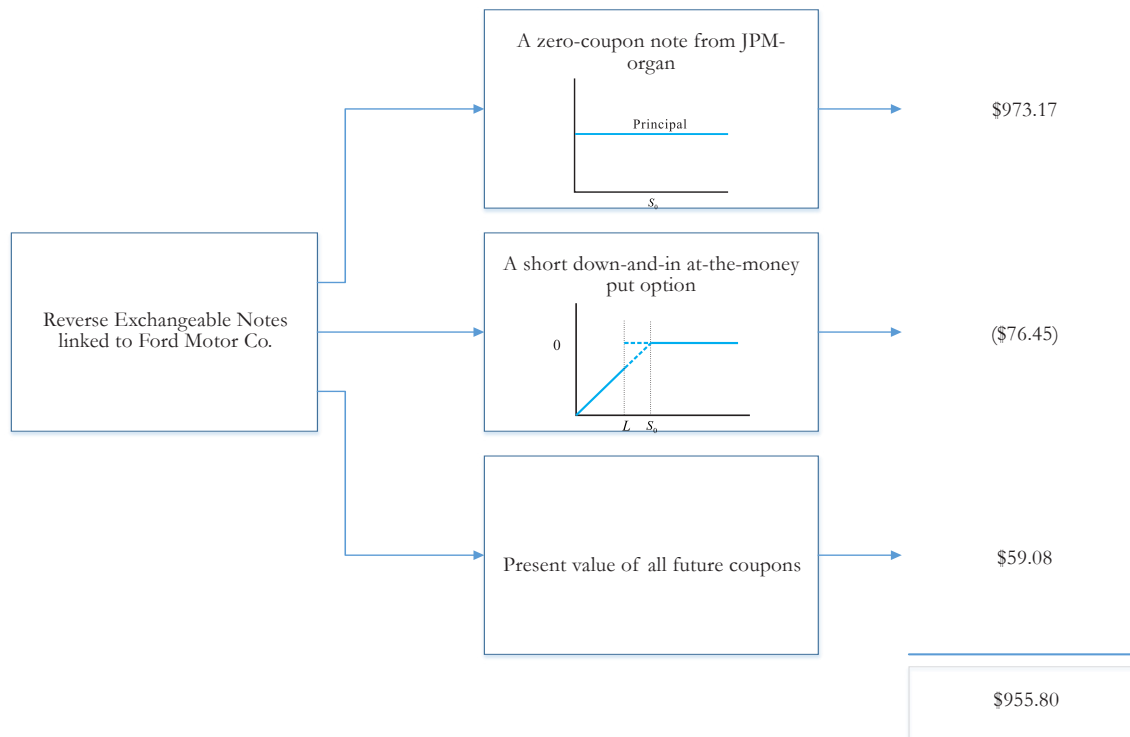 A zero-coupon note from JPM-
organ
Principal
S₀
$973.17
Reverse Exchangeable Notes
linked to Ford Motor Co.
A short down-and-in at-the-money
put option
0
L S₀
($76.45)
Present value of all future coupons
$59.08
$955.80